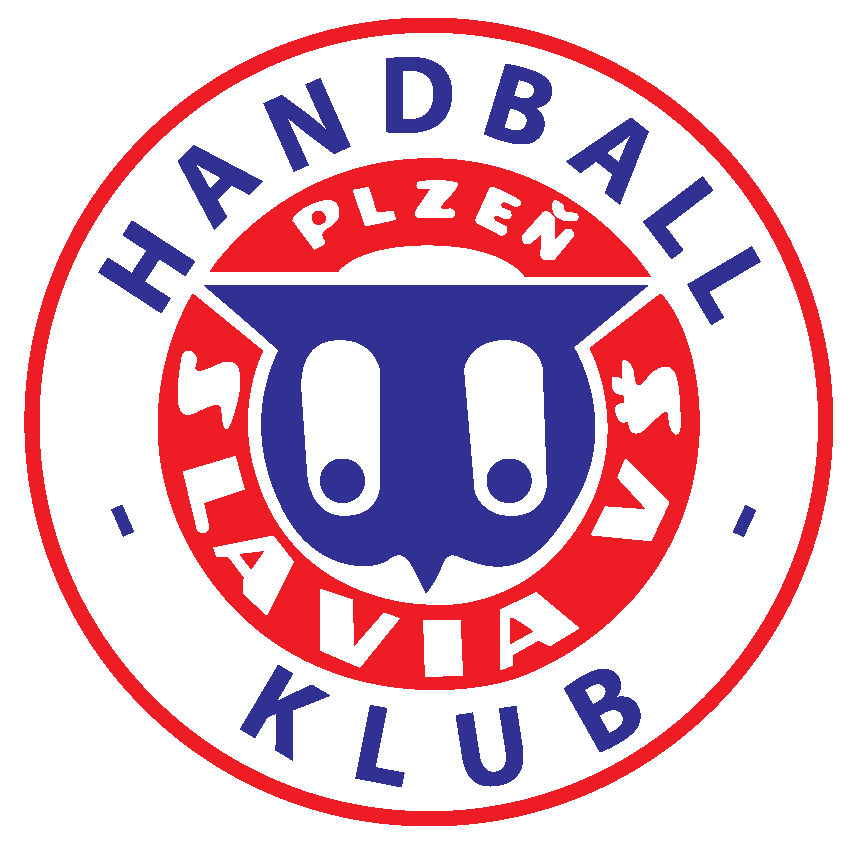 HANDBALL
PLZEŇ
SLAVIA VŠ
- KLUB -